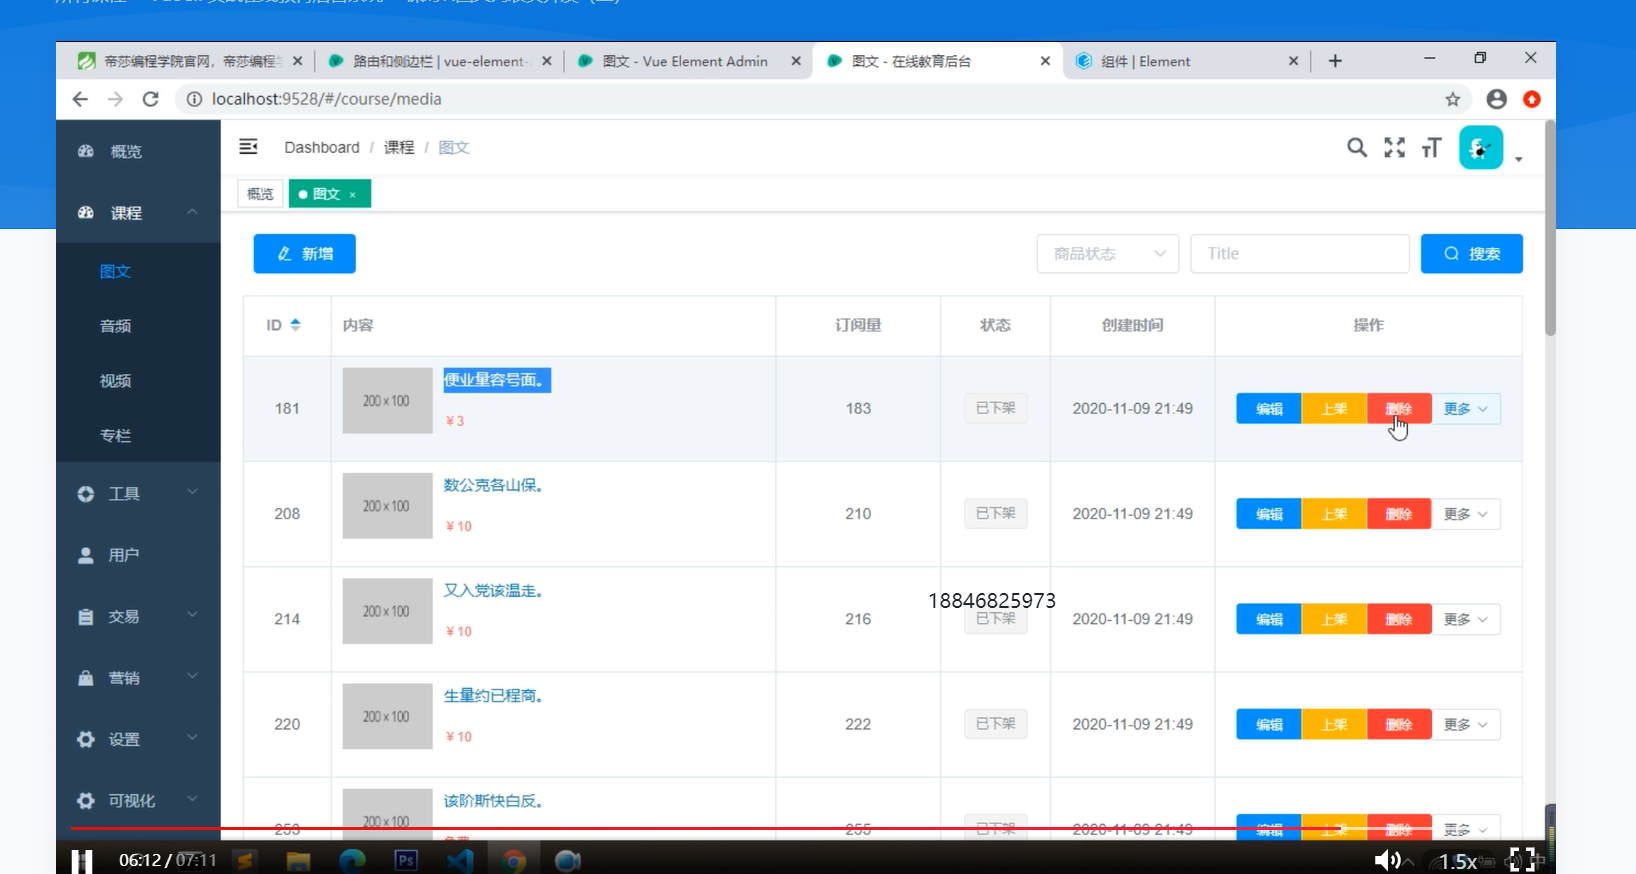 帝莎编程学院官网，帝莎编程
路由和侧边栏 | vue-element-
图文 - Vue Element Admin
图文 - 在线教育后台
组件 | Element
localhost:9528/#/course/media
概览
课程
图文
音频
视频
专栏
工具
用户
交易
营销
设置
可视化
Dashboard / 课程 / 图文
概览
图文 ×
新增
商品状态
Title
搜索
ID 内容 订阅量 状态 创建时间 操作
181 200 x 100 便业量容号面。 ¥3 183 已下架 2020-11-09 21:49 编辑 上架 删除 更多
208 200 x 100 数公克各山保。 ¥10 210 已下架 2020-11-09 21:49 编辑 上架 删除 更多
214 200 x 100 又入党该温走。 ¥10 216 已下架 2020-11-09 21:49 编辑 上架 删除 更多
18846825973
220 200 x 100 生量约已程商。 ¥10 222 已下架 2020-11-09 21:49 编辑 上架 删除 更多
253 200 x 100 该阶斯快白反。 255 已下架 2020-11-09 21:49 编辑 上架 删除 更多
06:12 / 07:11
Ps
1.5x
中